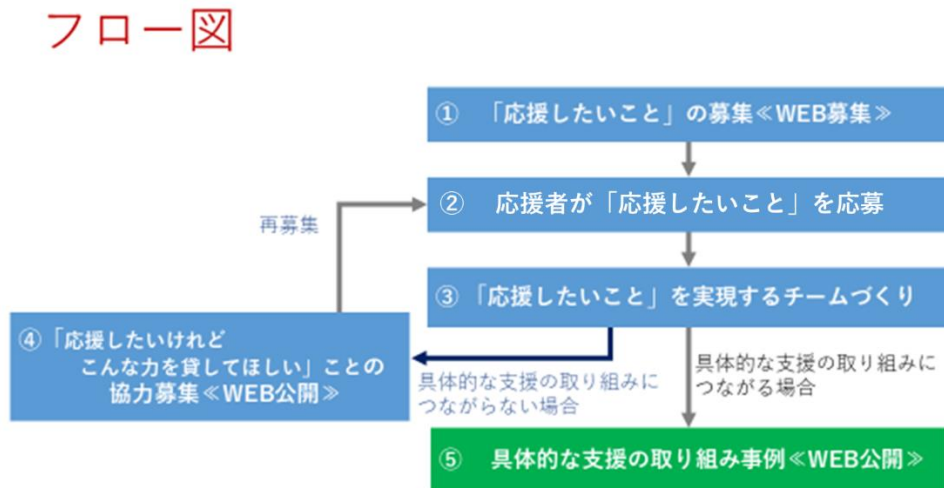 フロー図
① 「応援したいこと」の募集≪WEB募集≫
② 応援者が「応援したいこと」を応募
再募集
③ 「応援したいこと」を実現するチームづくり
④ 「応援したいけれど
こんな力を貸してほしい」ことの
協力募集≪WEB公開≫
具体的な支援の取り組みに
つながらない場合
具体的な支援の取り組みに
つながる場合
⑤ 具体的な支援の取り組み事例≪WEB公開≫